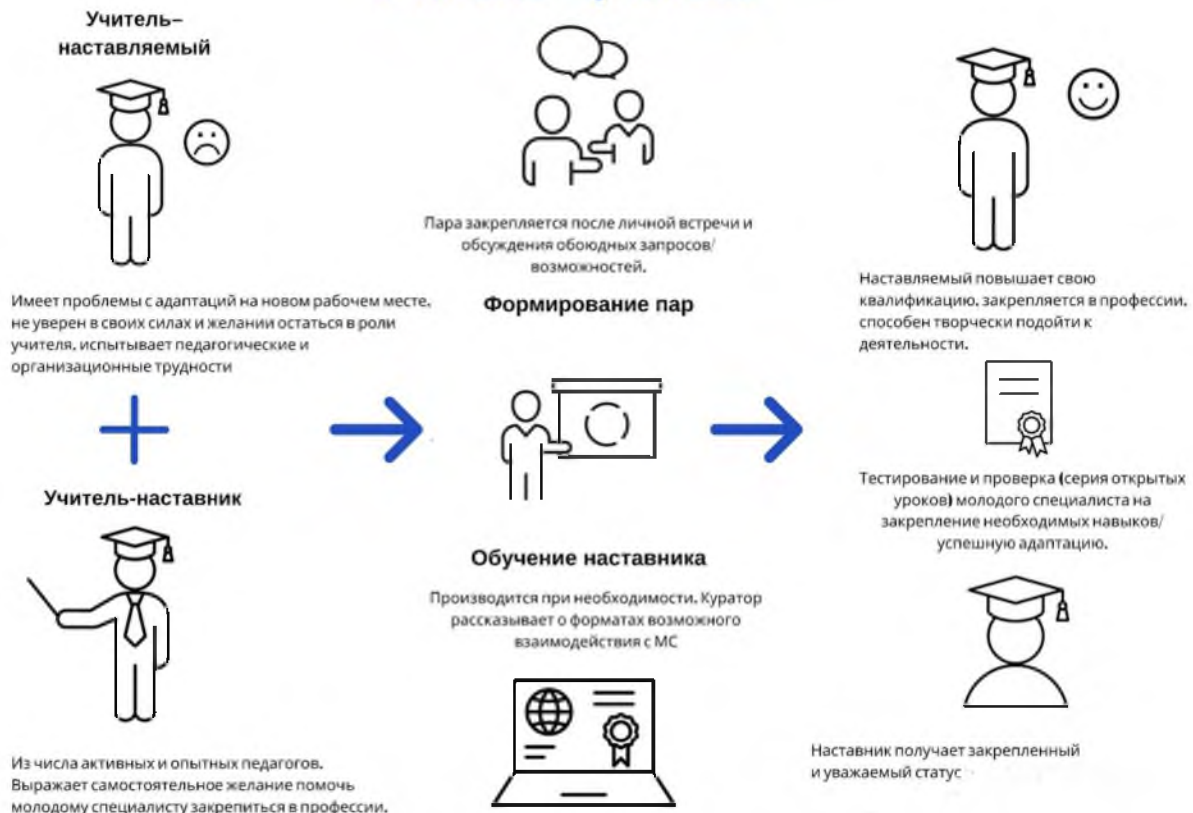 Учитель–
наставляемый
Имеет проблемы с адаптаций на новом рабочем месте,
не уверен в своих силах и желании остаться в роли
учителя, испытывает педагогические и
организационные трудности
Учитель-наставник
Из числа активных и опытных педагогов.
Выражает самостоятельное желание помочь
молодому специалисту закрепиться в профессии.
Пара закрепляется после личной встречи и
обсуждения обоюдных запросов/
возможностей.
Формирование пар
Обучение наставника
Производится при необходимости. Куратор
рассказывает о форматах возможного
взаимодействия с МС
Наставляемый повышает свою
квалификацию, закрепляется в профессии,
способен творчески подойти к
деятельности.
Тестирование и проверка (серия открытых
уроков) молодого специалиста на
закрепление необходимых навыков/
успешную адаптацию.
Наставник получает закрепленный
и уважаемый статус